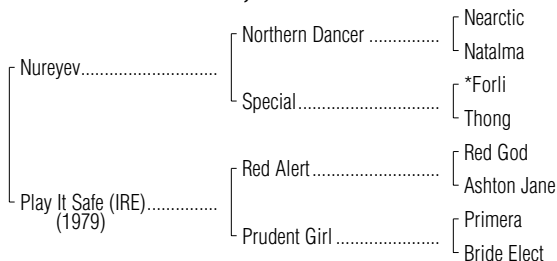 Nearctic
Northern Dancer ................
Natalma
Nureyev..............................
*Forli
Special................................
Thong
Red God
Red Alert.............................
Ashton Jane
Play It Safe (IRE)................
(1979)
Primera
Prudent Girl .......................
Bride Elect